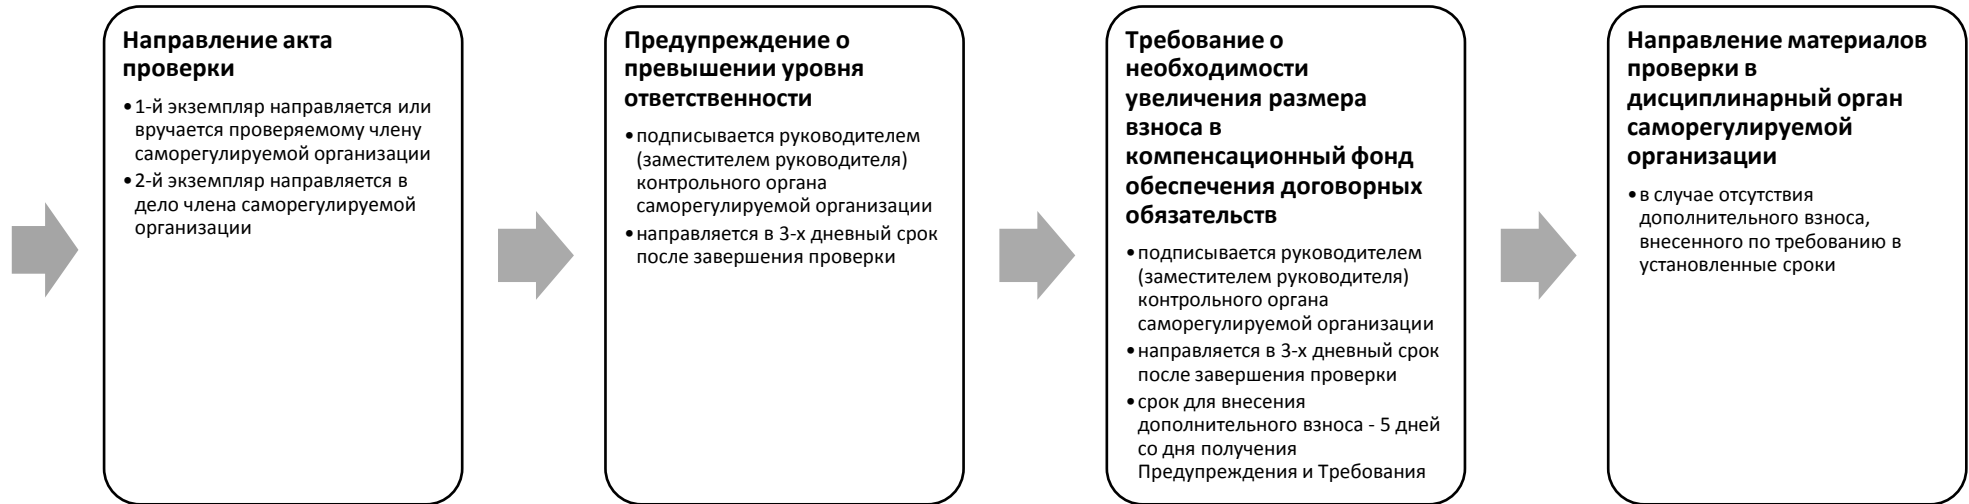 Направление акта
проверки
•1-й экземпляр направляется или
вручается проверяемому члену
саморегулируемой организации
•2-й экземпляр направляется в
дело члена саморегулируемой
организации
Предупреждение о
превышении уровня
ответственности
•подписывается руководителем
(заместителем руководителя)
контрольного органа
саморегулируемой организации
•направляется в 3-х дневный срок
после завершения проверки
Требование о
необходимости
увеличения размера
взноса в
компенсационный фонд
обеспечения договорных
обязательств
•подписывается руководителем
(заместителем руководителя)
контрольного органа
саморегулируемой организации
•направляется в 3-х дневный срок
после завершения проверки
•срок для внесения
дополнительного взноса - 5 дней
со дня получения
Предупреждения и Требования
Направление материалов
проверки в
дисциплинарный орган
саморегулируемой
организации
•в случае отсутствия
дополнительного взноса,
внесенного по требованию в
установленные сроки